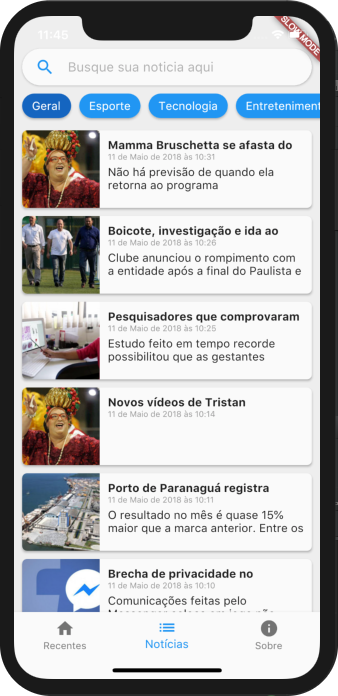 11:45
SLOW MODE
Busque sua noticia aqui
Geral Esporte Tecnologia Entreteniment
Mamma Bruschetta se afasta do
11 de Maio de 2018 às 10:31
Não há previsão de quando ela
retorna ao programa
Boicote, investigação e ida ao
11 de Maio de 2018 às 10:26
Clube anunciou o rompimento com
a entidade após a final do Paulista e
Pesquisadores que comprovaram
11 de Maio de 2018 às 10:25
Estudo feito em tempo recorde
possibilitou que as gestantes
Novos vídeos de Tristan
11 de Maio de 2018 às 10:14
Porto de Paranaguá registra
11 de Maio de 2018 às 10:11
O resultado no mês é quase 15%
maior que a marca anterior. Entre os
Brecha de privacidade no
11 de Maio de 2018 às 10:10
Comunicações feitas pelo
Recentes Notícias Sobre